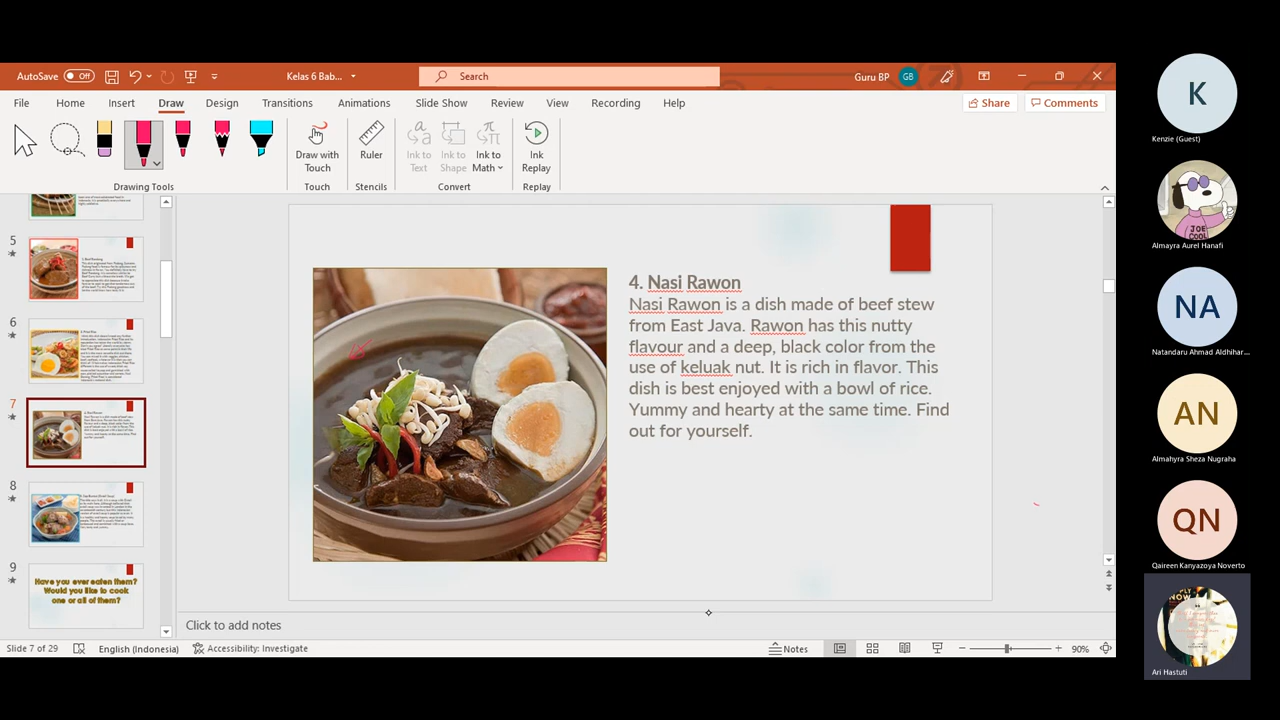 AutoSave Off Kelas 6 Bab... Search Guru BP GB
File Home Insert Draw Design Transitions Animations Slide Show Review View Recording Help Share Comments
Draw with Touch Ruler Ink to Text Ink to Shape Ink to Math Ink Replay
Drawing Tools Touch Stencils Convert Replay
5
6
7
8
9
Have you ever eaten them?
Would you like to cook
one or all of them?
4. Nasi Rawon
Nasi Rawon is a dish made of beef stew
from East Java. Rawon has this nutty
flavour and a deep, black color from the
use of keluak nut. It is rich in flavor. This
dish is best enjoyed with a bowl of rice.
Yummy and hearty at the same time. Find
out for yourself.
Click to add notes
Slide 7 of 29 English (Indonesia) Accessibility: Investigate Notes 90%
K
Kenzie (Guest)
JOE
COOL
Almayra Aurel Hanafi
NA
Natandaru Ahmad Aldhihar...
AN
Almahyra Sheza Nugraha
QN
Qaireen Kanyazoya Noverto
NOW
Ari Hastuti